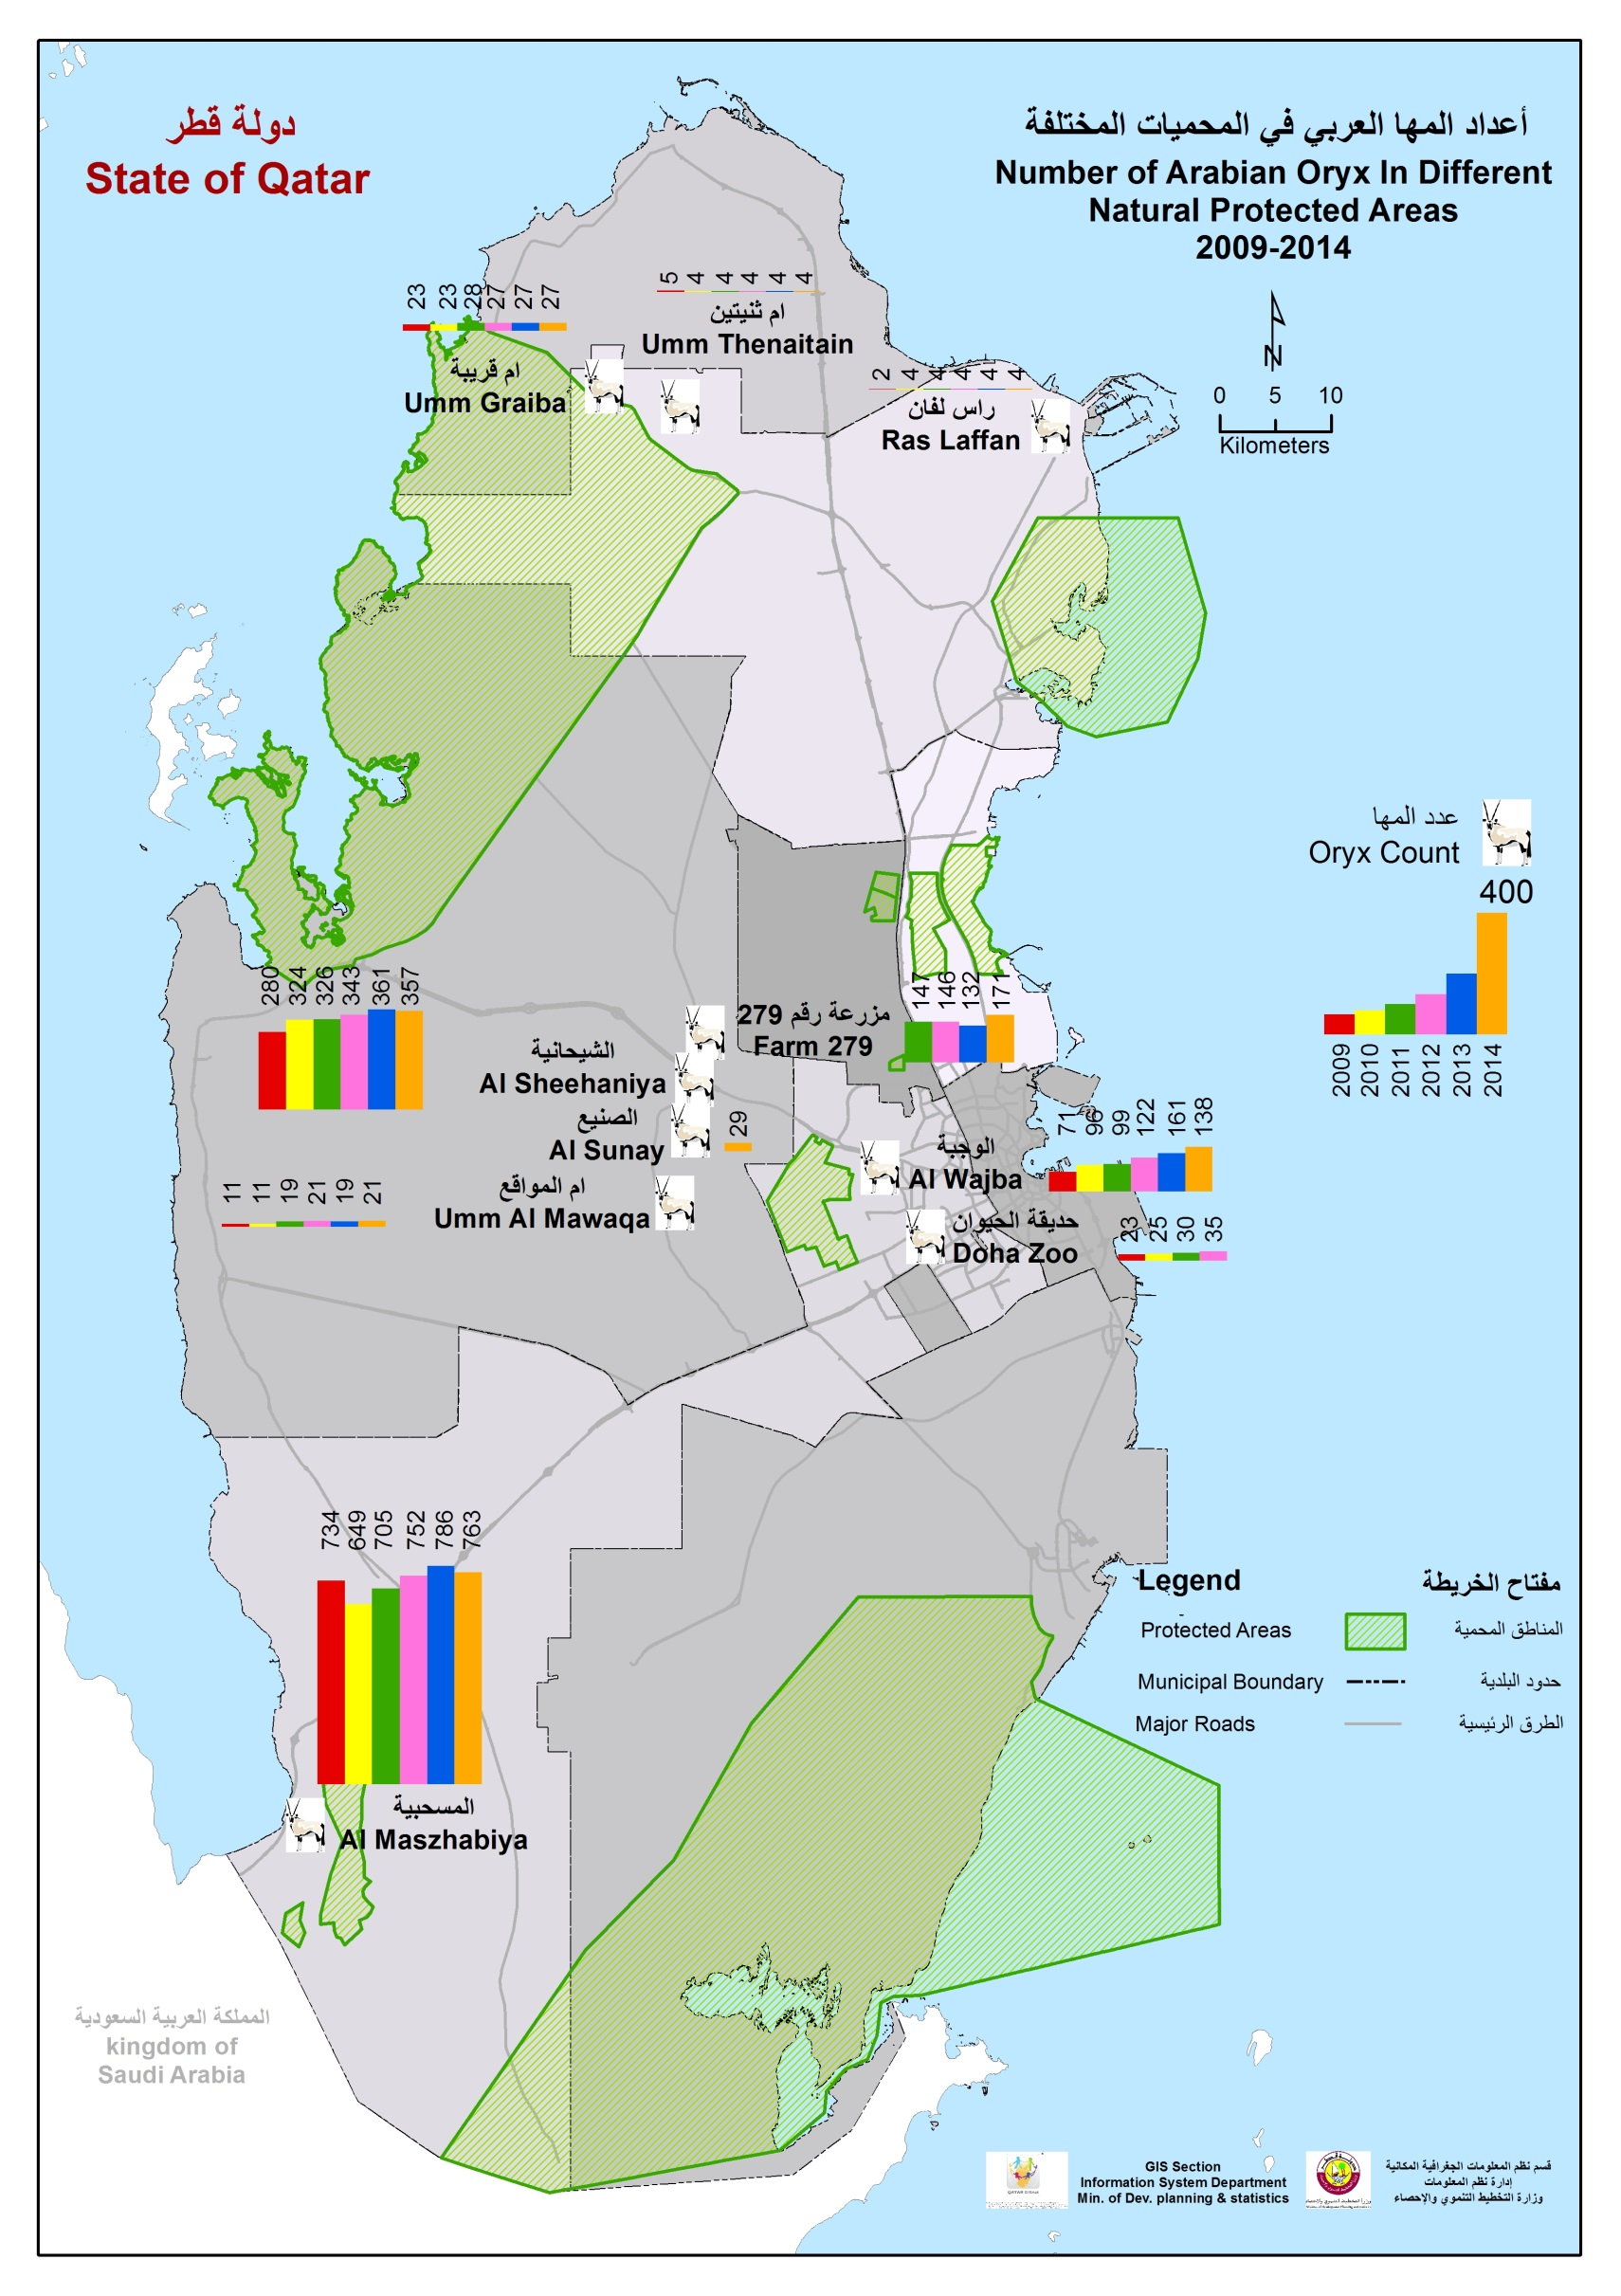 دولة قطر
State of Qatar
أعداد المها العربي في المحميات المختلفة
Number of Arabian Oryx In Different
Natural Protected Areas
2009-2014
N
0 5 10
Kilometers
5 4 4 4 4 4
ام ثنيتين
Umm Thenaitain
23 23 28 27 27 27
ام قريبة
Umm Graiba
2 4 4 4 4 4
راس لفان
Ras Laffan
عدد المها
Oryx Count
400
2009 2010 2011 2012 2013 2014
280 324 326 343 361 357
الشيحانية
Al Sheehaniya
147 146 132 171
مزرعة رقم 279
Farm 279
الصنيع
Al Sunay
29
71 96 99 122 161 138
الوجبة
Al Wajba
11 11 19 21 19 21
ام المواقع
Umm Al Mawaqa
23 25 30 35
حديقة الحيوان
Doha Zoo
734 649 705 752 786 763
المسحبية
Al Maszhabiya
Legend مفتاح الخريطة
Protected Areas المناطق المحمية
Municipal Boundary حدود البلدية
Major Roads الطرق الرئيسية
المملكة العربية السعودية
kingdom of
Saudi Arabia
GIS Section
Information System Department
Min. of Dev. planning & statistics
قسم نظم المعلومات الجغرافية المكانية
إدارة نظم المعلومات
وزارة التخطيط التنموي والإحصاء